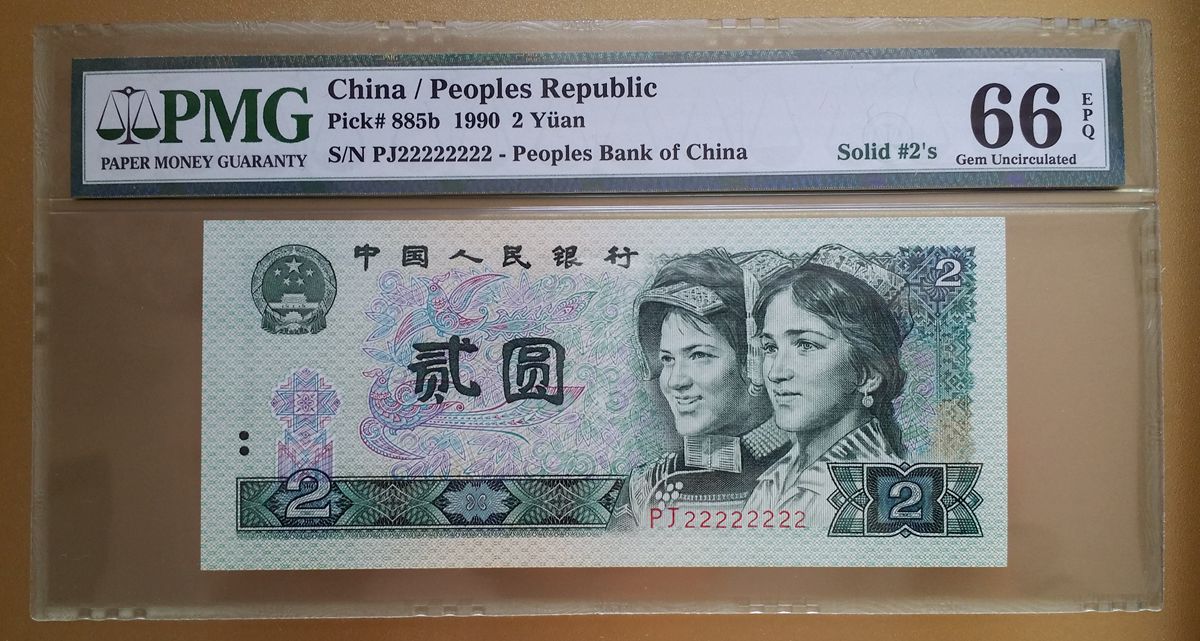 PMG
PAPER MONEY GUARANTY
China / Peoples Republic
Pick# 885b 1990 2 Yüan
S/N PJ22222222 - Peoples Bank of China
Solid #2's
66
EPQ
Gem Uncirculated
中国人民银行
2
贰圆
2
PJ22222222
2